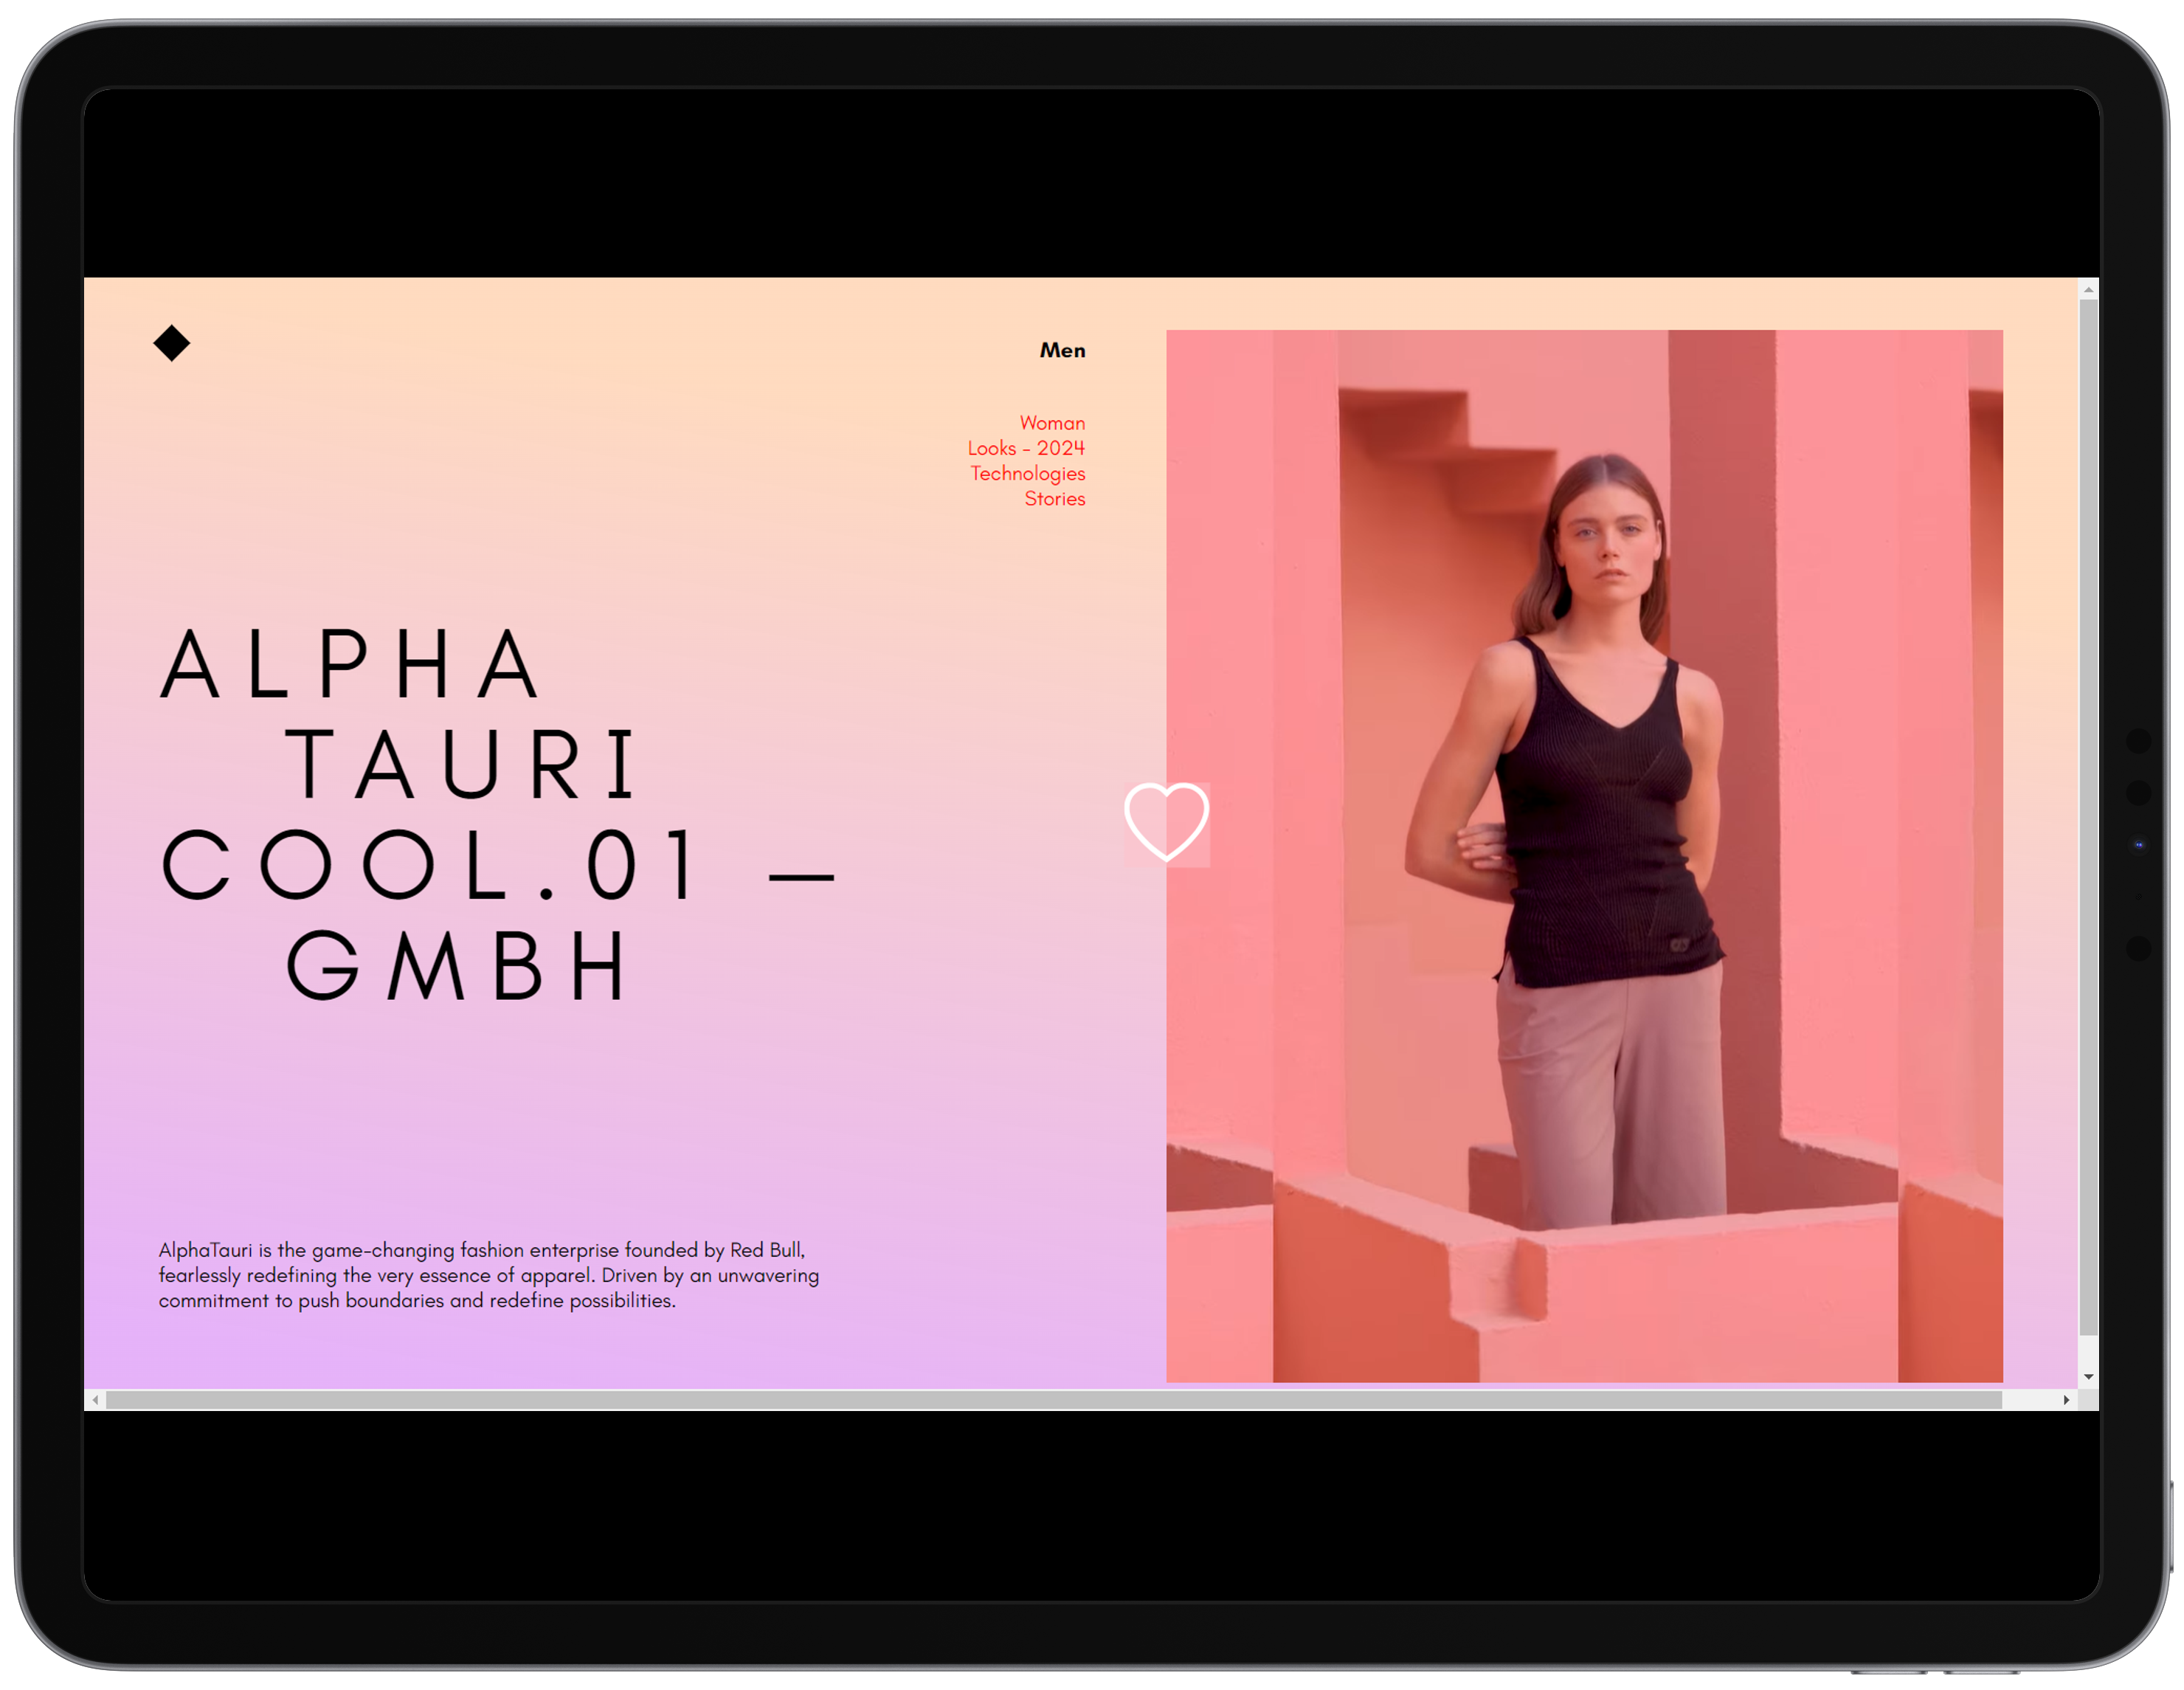 Men
Woman
Looks - 2024
Technologies
Stories
ALPHA
TAURI
COOL.01 —
GMBH
AlphaTauri is the game-changing fashion enterprise founded by Red Bull,
fearlessly redefining the very essence of apparel. Driven by an unwavering
commitment to push boundaries and redefine possibilities.